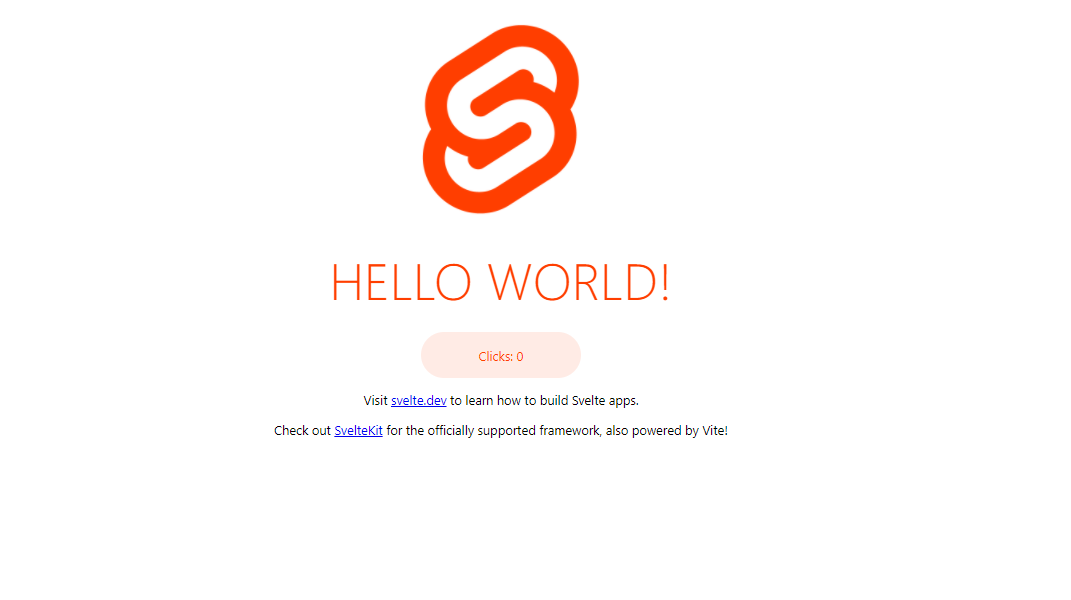 HELLO WORLD!
Clicks: 0
Visit svelte.dev to learn how to build Svelte apps.
Check out SvelteKit for the officially supported framework, also powered by Vite!